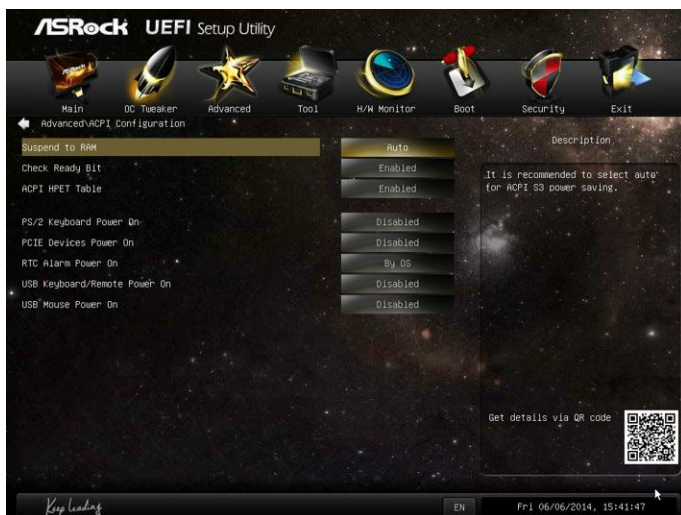 ASRock UEFI Setup Utility
Main OC Tweaker Advanced Tool H/W Monitor Boot Security Exit
Advanced\ACPI Configuration
Description
Suspend to RAM Auto
Check Ready Bit Enabled
ACPI HPET Table Enabled
It is recommended to select auto
for ACPI S3 power saving.
PS/2 Keyboard Power On Disabled
PCIE Devices Power On Disabled
RTC Alarm Power On By OS
USB Keyboard/Remote Power On Disabled
USB Mouse Power On Disabled
Get details via QR code
Keep Leading
EN Fri 06/06/2014, 15:41:47